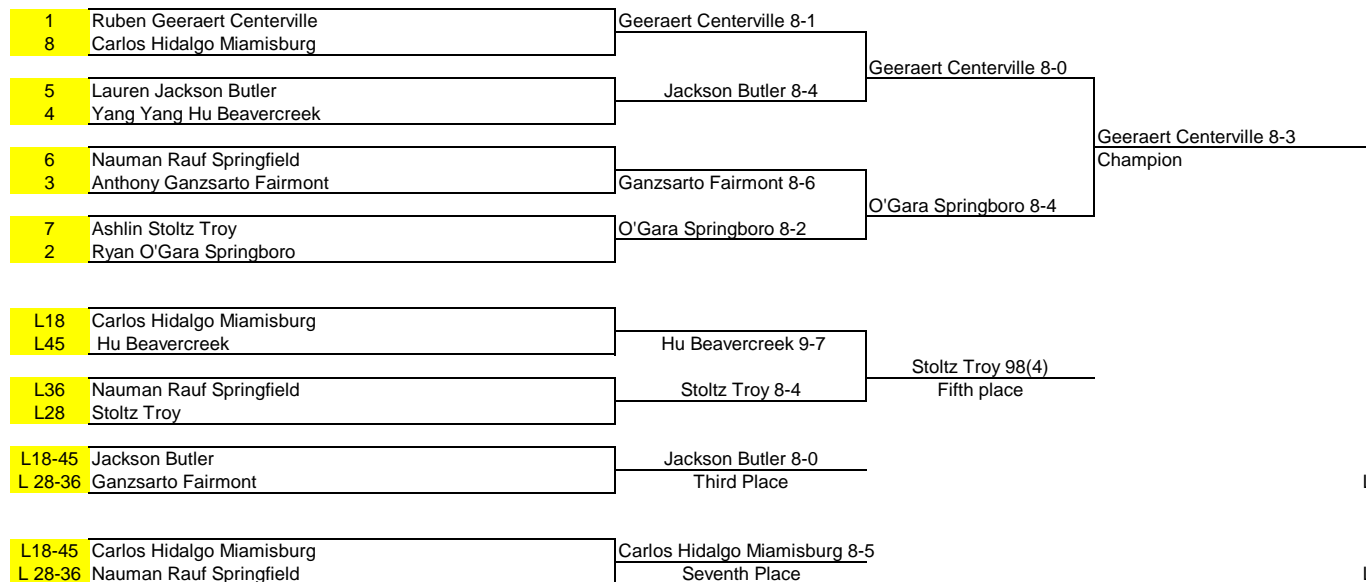 1 Ruben Geeraert Centerville Geeraert Centerville 8-1
8 Carlos Hidalgo Miamisburg
Geeraert Centerville 8-0
5 Lauren Jackson Butler Jackson Butler 8-4
4 Yang Yang Hu Beavercreek
Geeraert Centerville 8-3
6 Nauman Rauf Springfield Champion
3 Anthony Ganzsarto Fairmont Ganzsarto Fairmont 8-6
O'Gara Springboro 8-4
7 Ashlin Stoltz Troy O'Gara Springboro 8-2
2 Ryan O'Gara Springboro
L18 Carlos Hidalgo Miamisburg
L45 Hu Beavercreek Hu Beavercreek 9-7
Stoltz Troy 98(4)
L36 Nauman Rauf Springfield Stoltz Troy 8-4 Fifth place
L28 Stoltz Troy
L18-45 Jackson Butler Jackson Butler 8-0
L 28-36 Ganzsarto Fairmont Third Place
L18-45 Carlos Hidalgo Miamisburg Carlos Hidalgo Miamisburg 8-5
L 28-36 Nauman Rauf Springfield Seventh Place